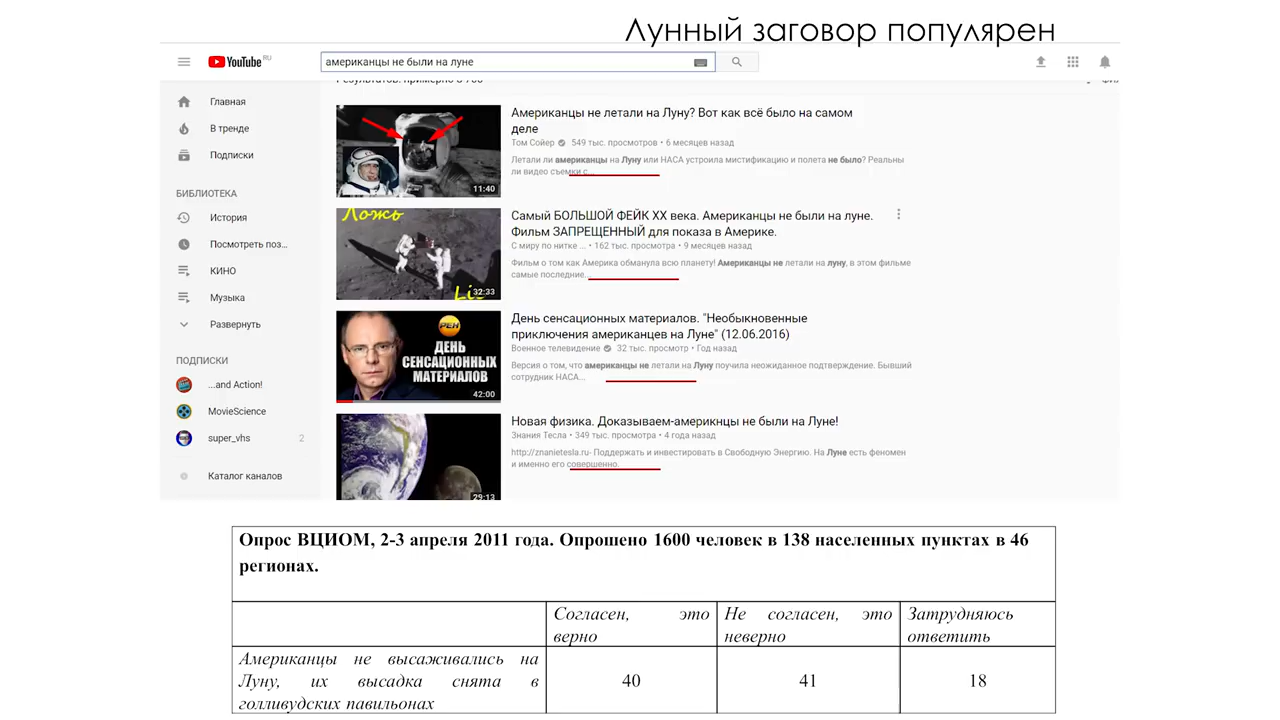 Лунный заговор популярен
YouTube RU
американцы не были на луне
Главная
В тренде
Подписки
БИБЛИОТЕКА
История
Посмотреть поз...
КИНО
Музыка
Развернуть
ПОДПИСКИ
...and Action!
MovieScience
super_vhs 2
Каталог каналов
11:40
Американцы не летали на Луну? Вот как всё было на самом
деле
Том Сойер 549 тыс. просмотров • 6 месяцев назад
Летали ли американцы на Луну или НАСА устроила мистификацию и полета не было? Реальны
ли видео съемки с...
Ложь
32:33
Самый БОЛЬШОЙ ФЕЙК XX века. Американцы не были на луне.
Фильм ЗАПРЕЩЕННЫЙ для показа в Америке.
С миру по нитке ... • 162 тыс. просмотра • 9 месяцев назад
Фильм о том как Америка обманула всю планету! Американцы не летали на луну, в этом фильме
самые последние...
РЕН
ДЕНЬ
СЕНСАЦИОННЫХ
МАТЕРИАЛОВ
42:00
День сенсационных материалов. "Необыкновенные
приключения американцев на Луне" (12.06.2016)
Военное телевидение 32 тыс. просмотр • Год назад
Версия о том, что американцы не летали на Луну поучила неожиданное подтверждение. Бывший
сотрудник НАСА...
29:13
Новая физика. Доказываем-америкнцы не были на Луне!
Знания Тесла • 349 тыс. просмотра • 4 года назад
http://znanietesla.ru- Поддержать и инвестировать в Свободную Энергию. На Луне есть феномен
и именно его совершенно.
Опрос ВЦИОМ, 2-3 апреля 2011 года. Опрошено 1600 человек в 138 населенных пунктах в 46
регионах.
Согласен, это
верно
Не согласен, это
неверно
Затрудняюсь
ответить
Американцы не высаживались на
Луну, их высадка снята в
голливудских павильонах
40 41 18